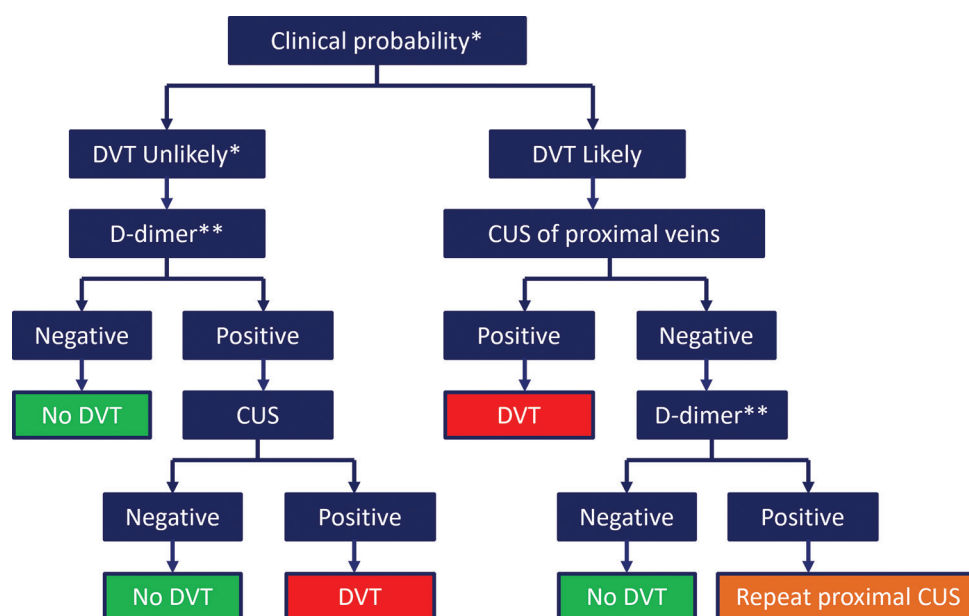 Clinical probability*
DVT Unlikely*
DVT Likely
D-dimer**
CUS of proximal veins
Negative
Positive
Positive
Negative
No DVT
CUS
DVT
D-dimer**
Negative
Positive
Negative
Positive
No DVT
DVT
No DVT
Repeat proximal CUS